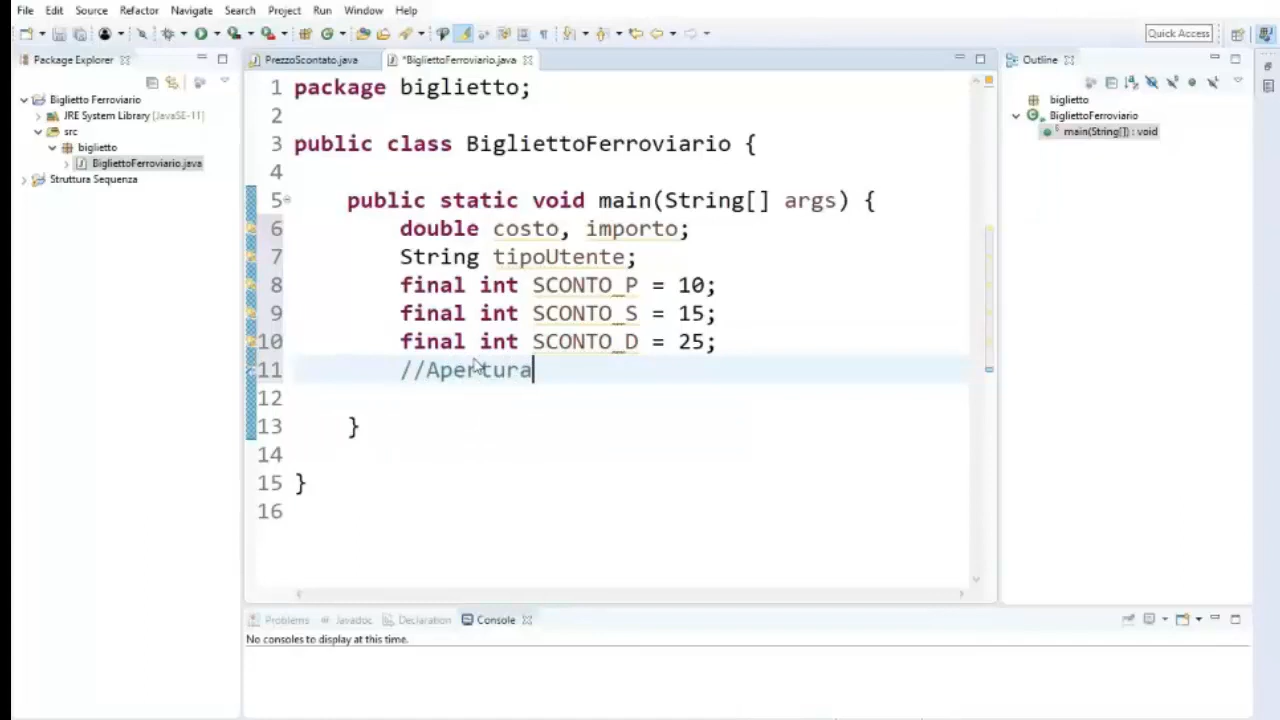 File Edit Source Refactor Navigate Search Project Run Window Help
Quick Access
Package Explorer
PrezzoScontato.java
*BigliettoFerroviario.java
Outline
Biglietto Ferroviario
JRE System Library [JavaSE-11]
src
biglietto
BigliettoFerroviario.java
Struttura Sequenza
1 package biglietto;
2
3 public class BigliettoFerroviario {
4
5 public static void main(String[] args) {
6 double costo, importo;
7 String tipoUtente;
8 final int SCONTO_P = 10;
9 final int SCONTO_S = 15;
10 final int SCONTO_D = 25;
11 //Apertura
12
13 }
14
15 }
16
biglietto
BigliettoFerroviario
main(String[]) : void
Problems Javadoc Declaration Console
No consoles to display at this time.